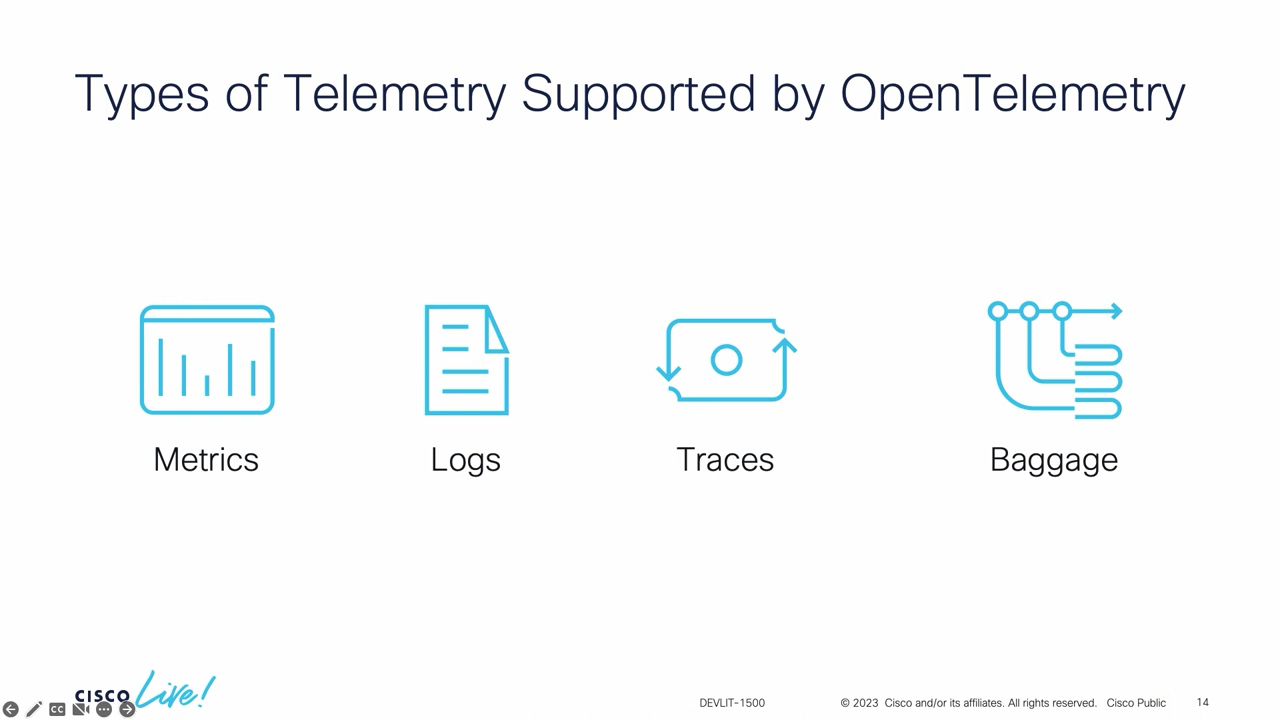 Types of Telemetry Supported by OpenTelemetry
Metrics
Logs
Traces
Baggage
CISCO Live!
CC
DEVLIT-1500
© 2023 Cisco and/or its affiliates. All rights reserved. Cisco Public
14